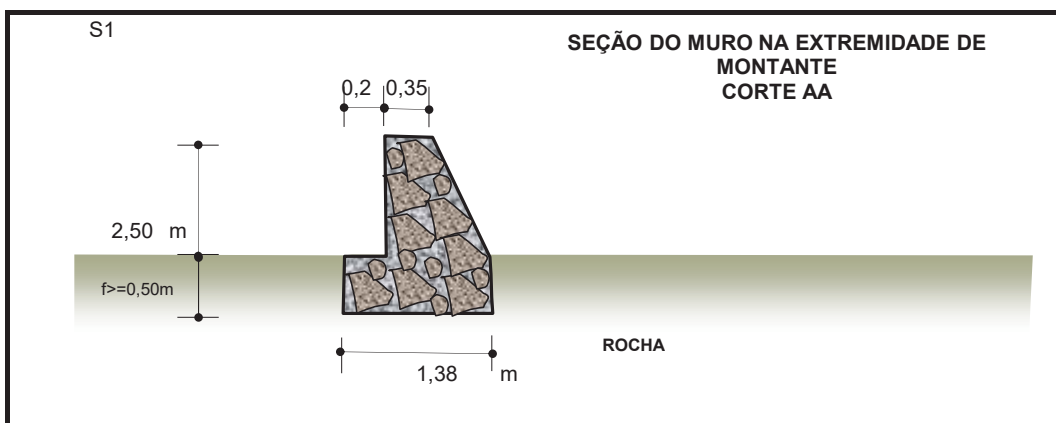 S1
SEÇÃO DO MURO NA EXTREMIDADE DE
MONTANTE
CORTE AA
0,2 0,35
2,50 m
f>=0,50m
ROCHA
1,38 m